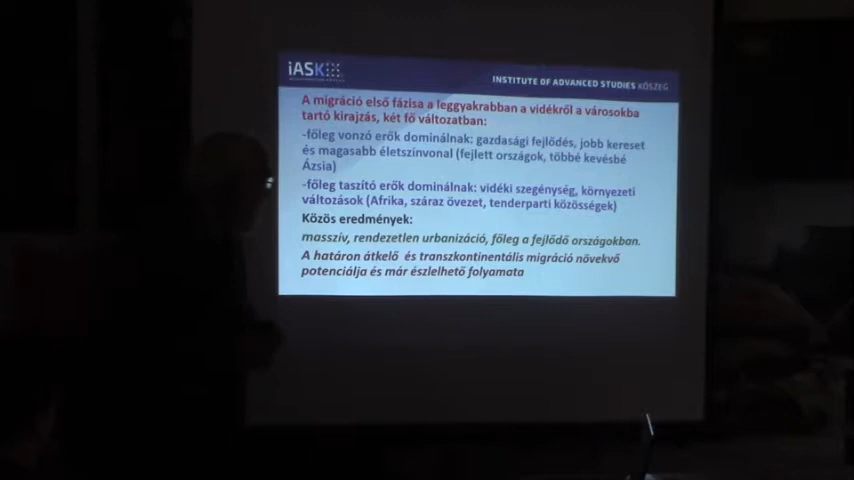 iASK
INSTITUTE OF ADVANCED STUDIES KŐSZEG
A migráció első fázisa a leggyakrabban a vidékről a városokba
tartó kirajzás, két fő változatban:
-főleg vonzó erők dominálnak: gazdasági fejlődés, jobb kereset
és magasabb életszínvonal (fejlett országok, többé kevésbé
Ázsia)
-főleg taszító erők dominálnak: vidéki szegénység, környezeti
változások (Afrika, száraz övezet, tenderparti közösségek)
Közös eredmények:
masszív, rendezetlen urbanizáció, főleg a fejlődő országokban.
A határon átkelő és transzkontinentális migráció növekvő
potenciálja és már észlelhető folyamata